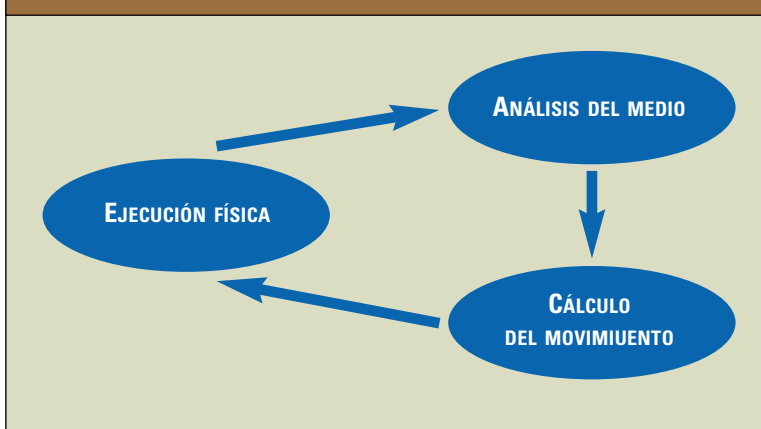 ANÁLISIS DEL MEDIO
EJECUCIÓN FÍSICA
CÁLCULO
DEL MOVIMIUENTO